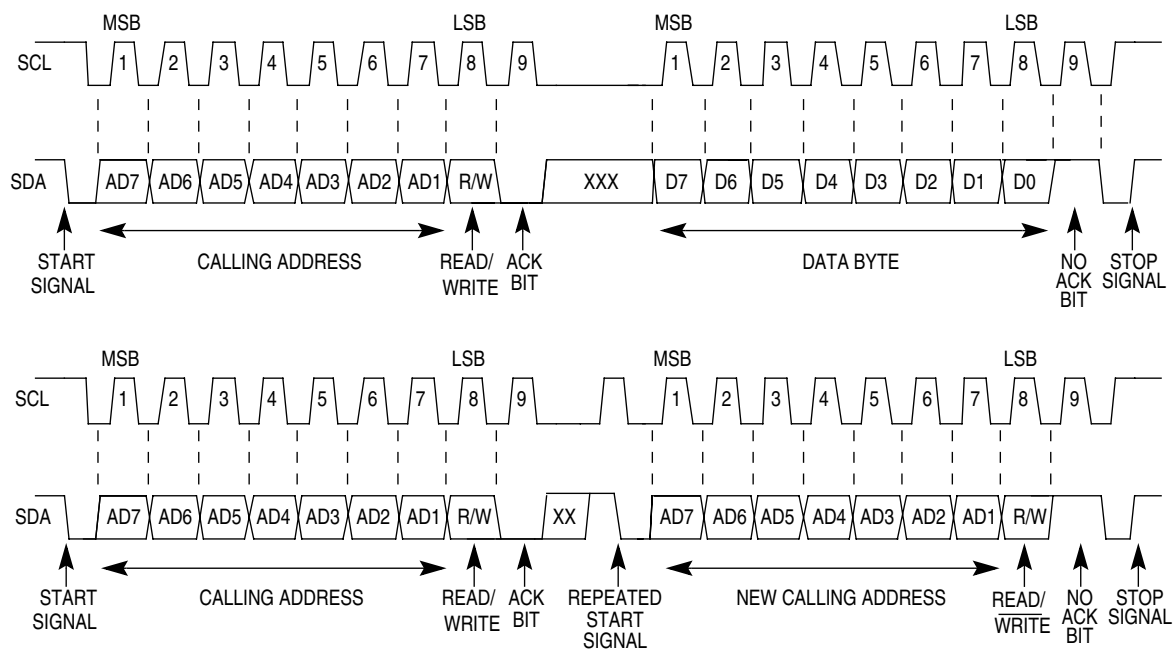 MSB LSB MSB LSB
SCL 1 2 3 4 5 6 7 8 9 1 2 3 4 5 6 7 8 9
SDA AD7 AD6 AD5 AD4 AD3 AD2 AD1 R/W XXX D7 D6 D5 D4 D3 D2 D1 D0
START SIGNAL
CALLING ADDRESS
READ/
WRITE
ACK
BIT
DATA BYTE
NO
ACK
BIT
STOP
SIGNAL
MSB LSB MSB LSB
SCL 1 2 3 4 5 6 7 8 9 1 2 3 4 5 6 7 8 9
SDA AD7 AD6 AD5 AD4 AD3 AD2 AD1 R/W XX AD7 AD6 AD5 AD4 AD3 AD2 AD1 R/W
START
SIGNAL
CALLING ADDRESS
READ/
WRITE
ACK
BIT
REPEATED
START
SIGNAL
NEW CALLING ADDRESS
READ/
WRITE
NO
ACK
BIT
STOP
SIGNAL